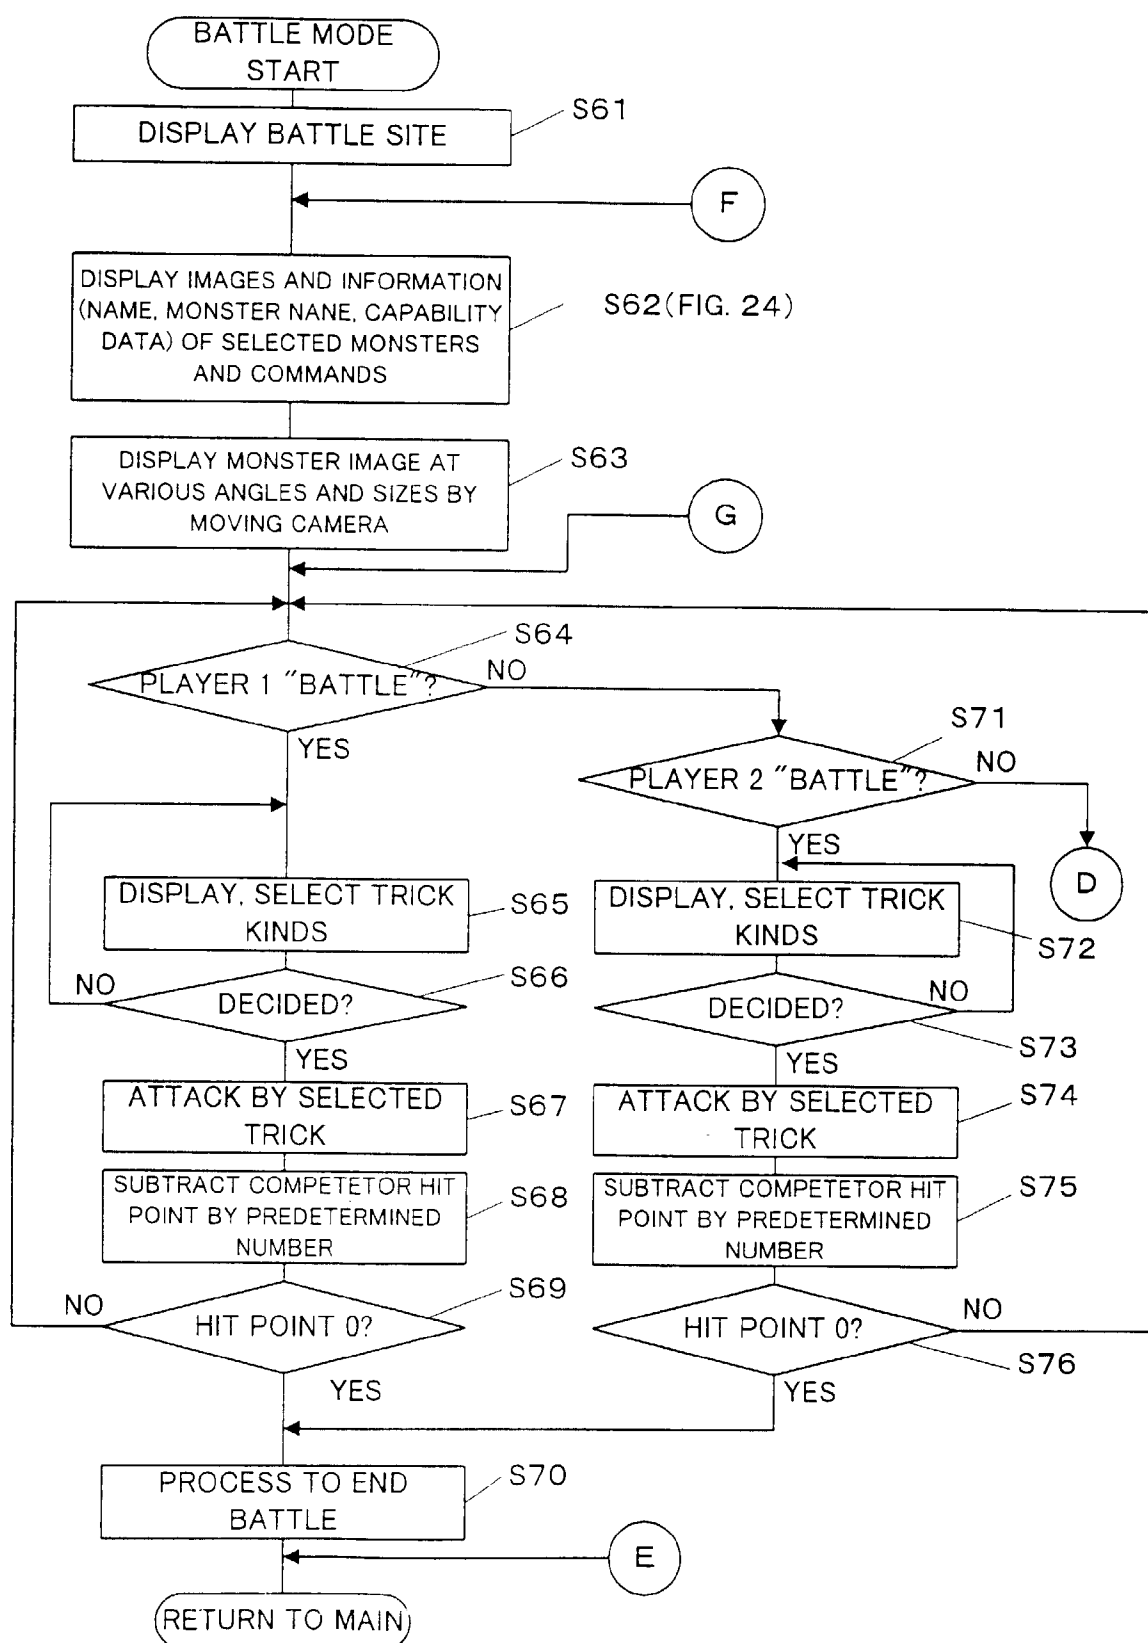 BATTLE MODE
START
DISPLAY BATTLE SITE
S61
F
DISPLAY IMAGES AND INFORMATION
(NAME, MONSTER NANE, CAPABILITY
DATA) OF SELECTED MONSTERS
AND COMMANDS
S62(FIG. 24)
DISPLAY MONSTER IMAGE AT
VARIOUS ANGLES AND SIZES BY
MOVING CAMERA
S63
G
PLAYER 1 "BATTLE"?
S64
NO
YES
PLAYER 2 "BATTLE"?
S71
NO
YES
D
DISPLAY, SELECT TRICK
KINDS
S65
DISPLAY, SELECT TRICK
KINDS
S72
DECIDED?
S66
NO
YES
DECIDED?
NO
S73
YES
ATTACK BY SELECTED
TRICK
S67
ATTACK BY SELECTED
TRICK
S74
SUBTRACT COMPETETOR HIT
POINT BY PREDETERMINED
NUMBER
S68
SUBTRACT COMPETETOR HIT
POINT BY PREDETERMINED
NUMBER
S75
HIT POINT 0?
S69
NO
YES
HIT POINT 0?
NO
S76
YES
PROCESS TO END
BATTLE
S70
E
RETURN TO MAIN